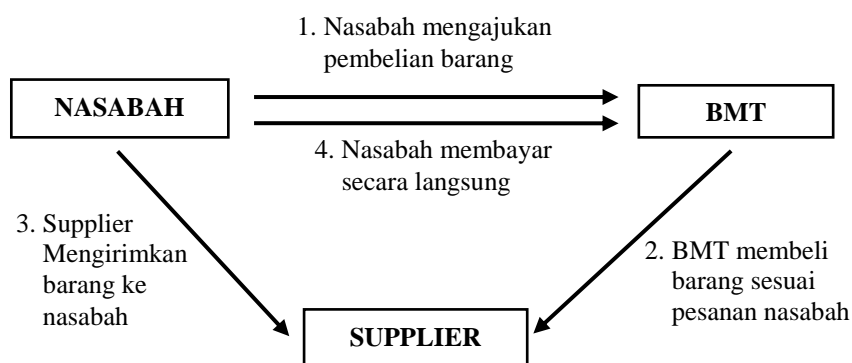 1. Nasabah mengajukan
pembelian barang
NASABAH
BMT
4. Nasabah membayar
secara langsung
3. Supplier
Mengirimkan
barang ke
nasabah
2. BMT membeli
barang sesuai
pesanan nasabah
SUPPLIER